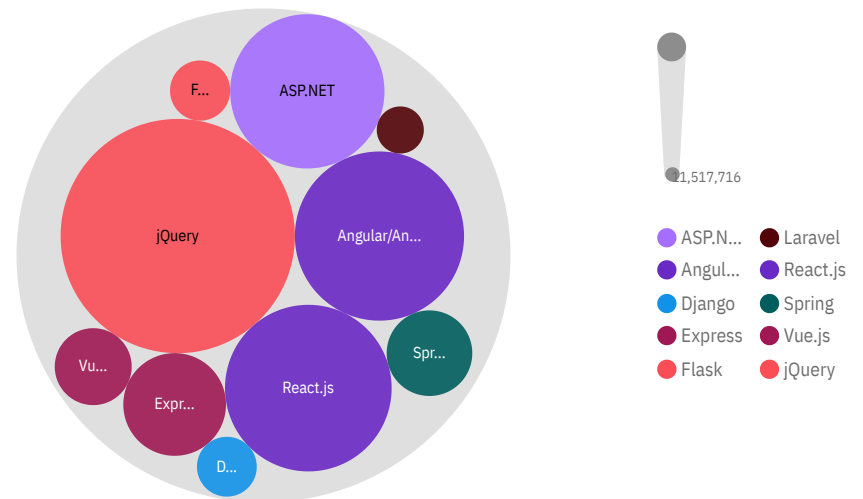 ASP.NET
F...
jQuery
Angular/An...
Spr...
Vu...
React.js
Expr...
D...
11,517,716
ASP.N...
Laravel
Angul...
React.js
Django
Spring
Express
Vue.js
Flask
jQuery